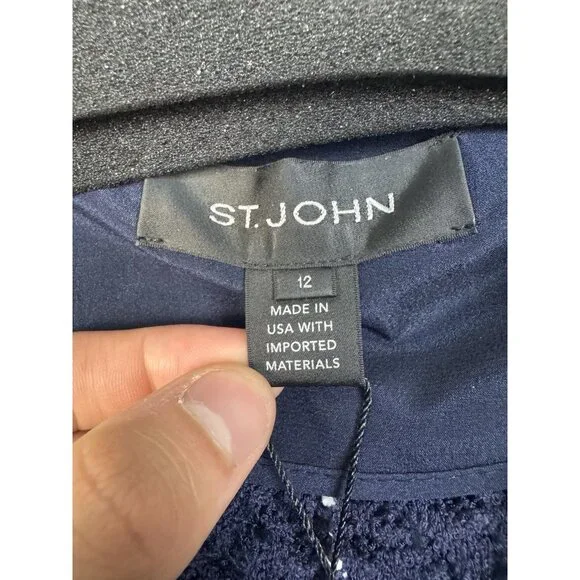 ST. JOHN
12
MADE IN
USA WITH
IMPORTED
MATERIALS